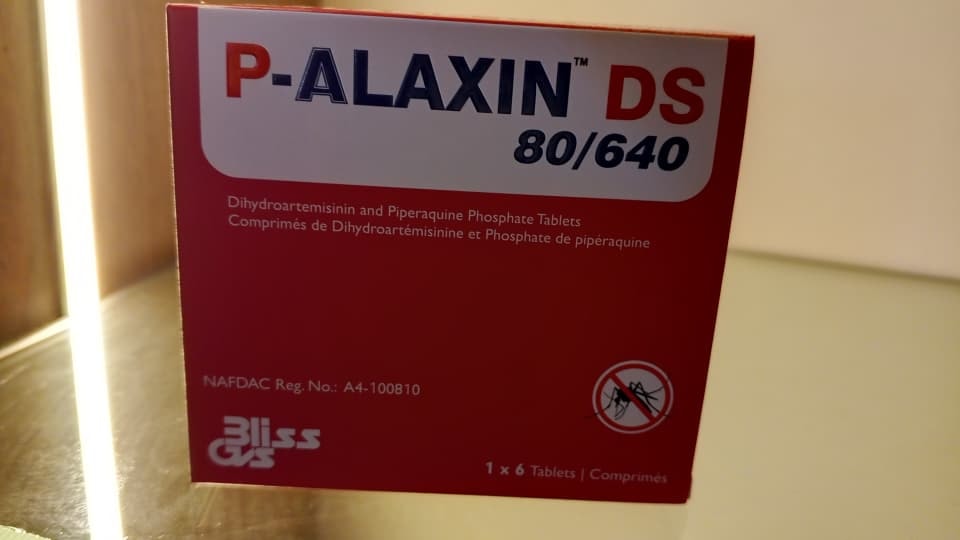 P-ALAXIN™ DS
80/640
Dihydroartemisinin and Piperaquine Phosphate Tablets
Comprimés de Dihydroartémisinine et Phosphate de pipéraquine
NAFDAC Reg. No.: A4-100810
Bliss
GVS
1 x 6 Tablets | Comprimés